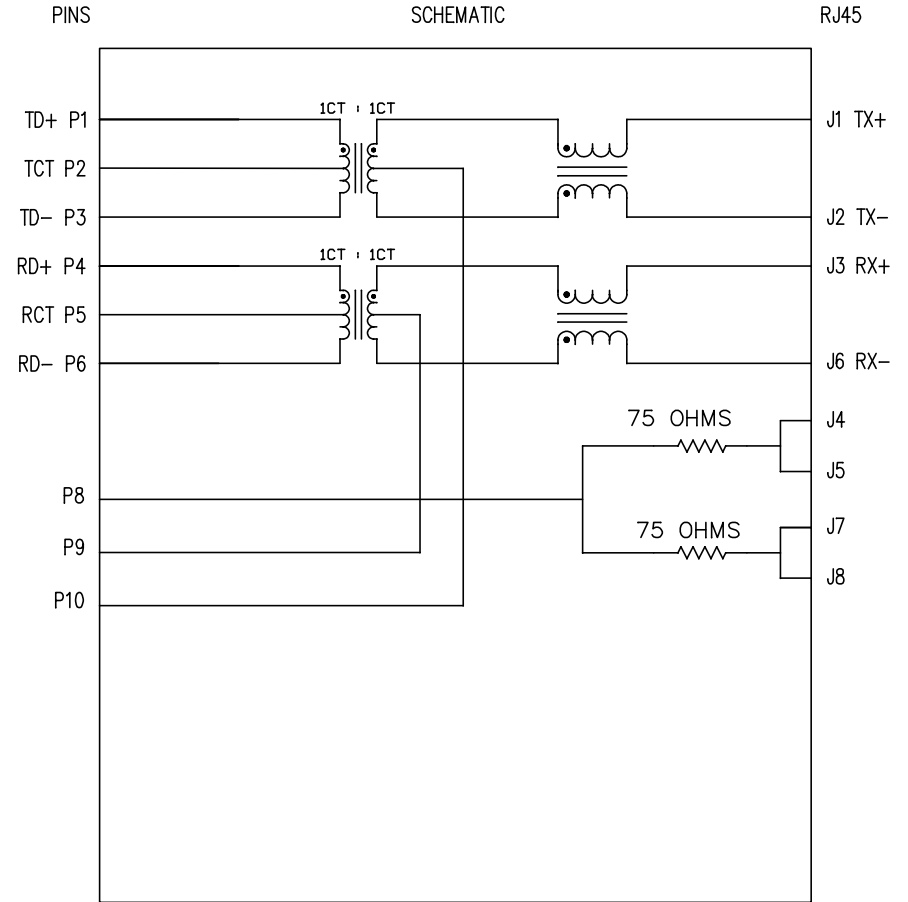 PINS SCHEMATIC RJ45
1CT : 1CT
TD+ P1 J1 TX+
TCT P2
TD- P3 J2 TX-
1CT : 1CT
RD+ P4 J3 RX+
RCT P5
RD- P6 J6 RX-
75 OHMS J4
J5
P8
75 OHMS J7
P9
J8
P10